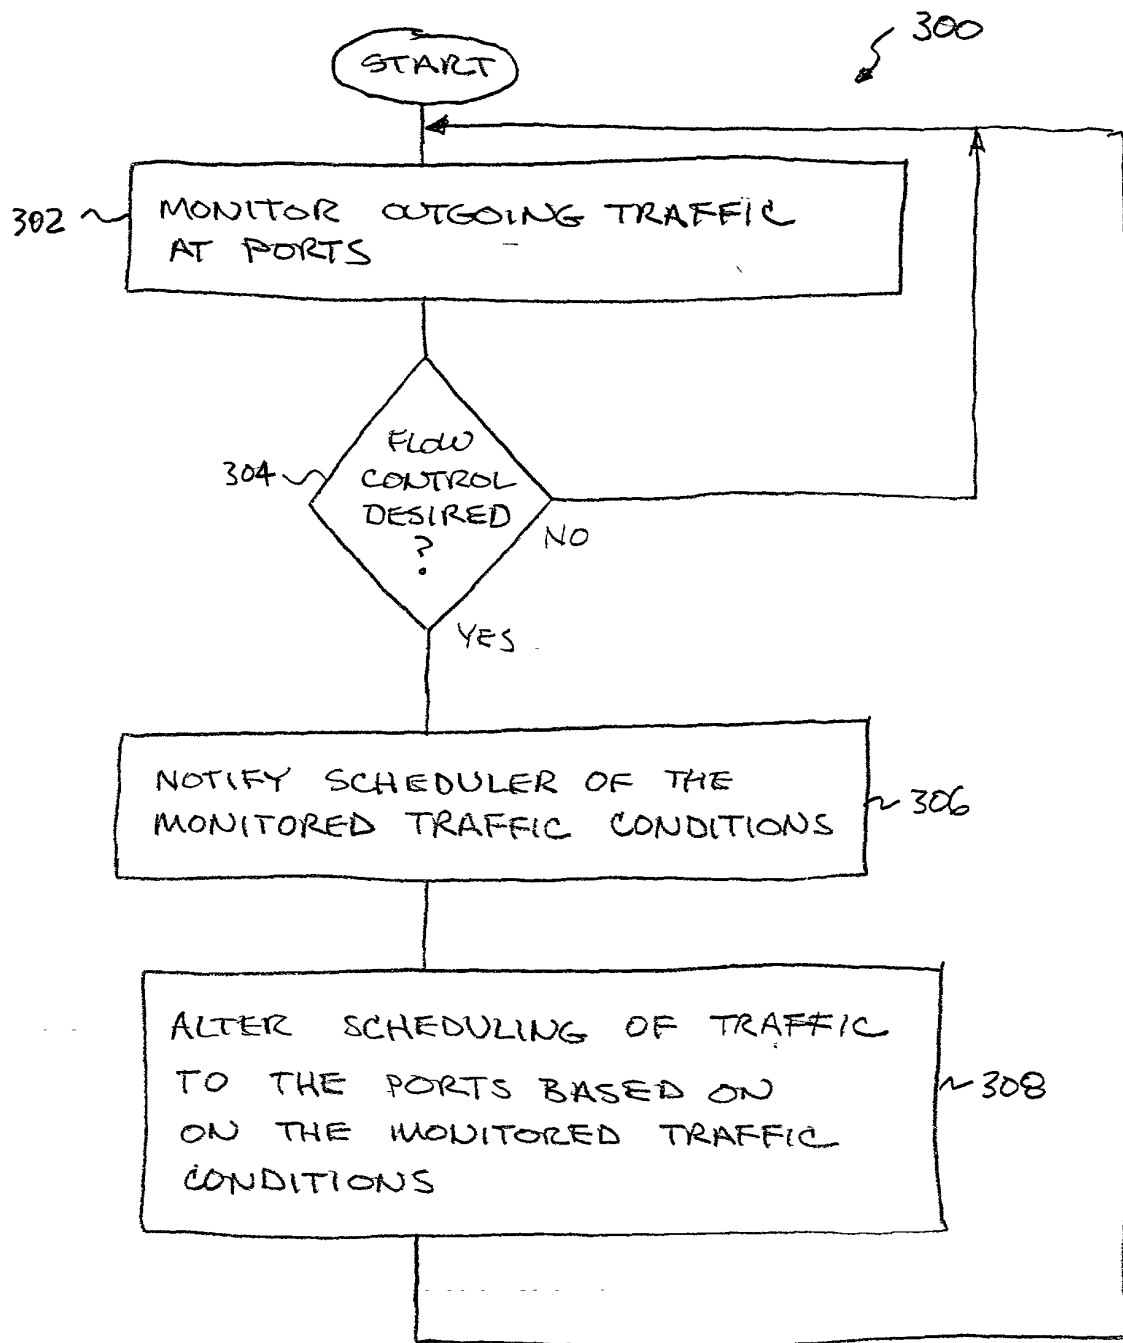 300
START
302
MONITOR OUTGOING TRAFFIC
AT PORTS
304
FLOW
CONTROL
DESIRED
?
NO
YES
NOTIFY SCHEDULER OF THE
MONITORED TRAFFIC CONDITIONS
306
ALTER SCHEDULING OF TRAFFIC
TO THE PORTS BASED ON
ON THE MONITORED TRAFFIC
CONDITIONS
308